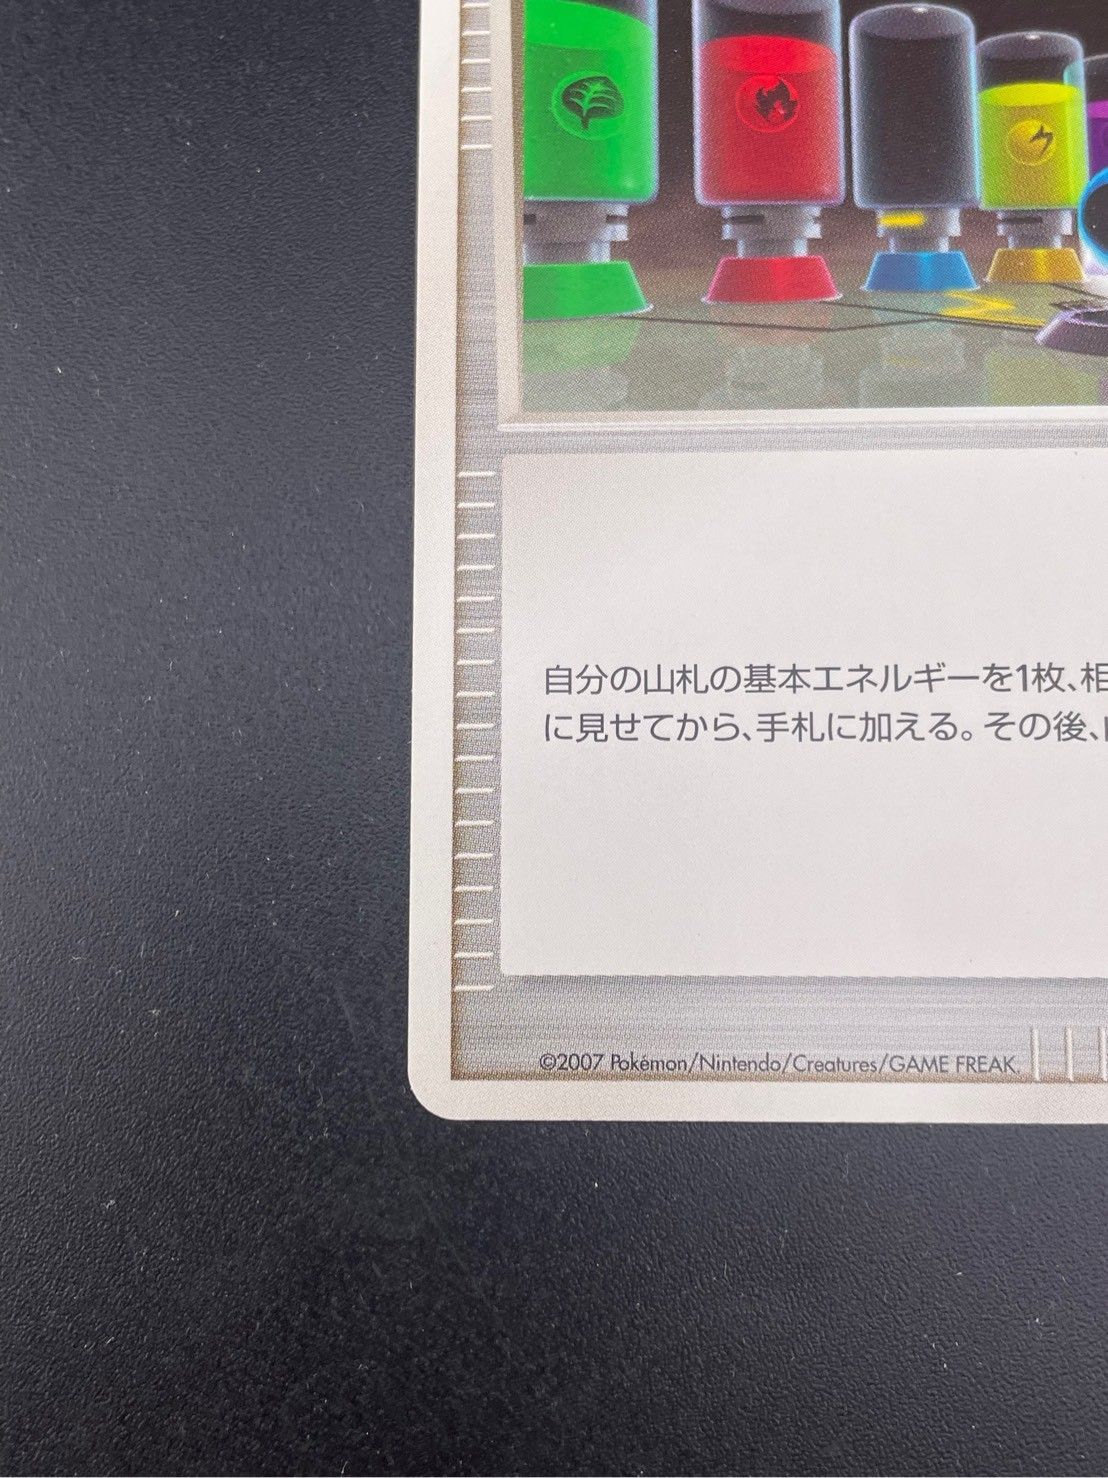 自分の山札の基本エネルギーを1枚、相
に見せてから、手札に加える。その後、
©2007 Pokémon/Nintendo/Creatures/GAME FREAK.